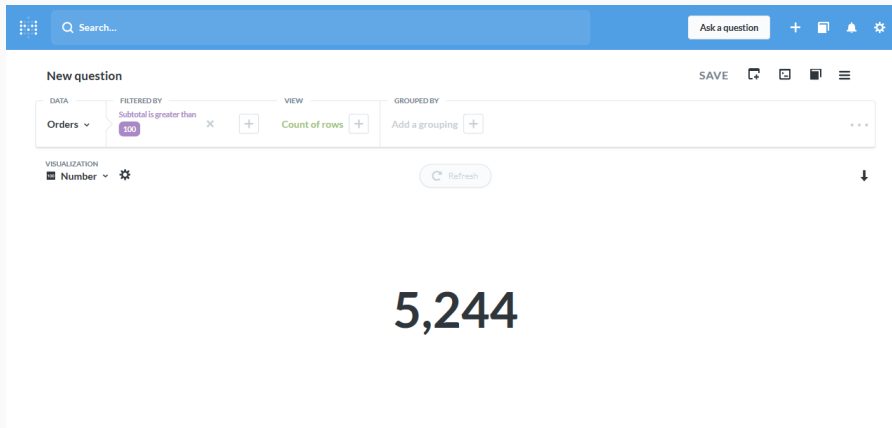 Search...
Ask a question
New question
SAVE
DATA
FILTERED BY
VIEW
GROUPED BY
Orders
Subtotal is greater than
100
Count of rows
Add a grouping
VISUALIZATION
Number
Refresh
5,244